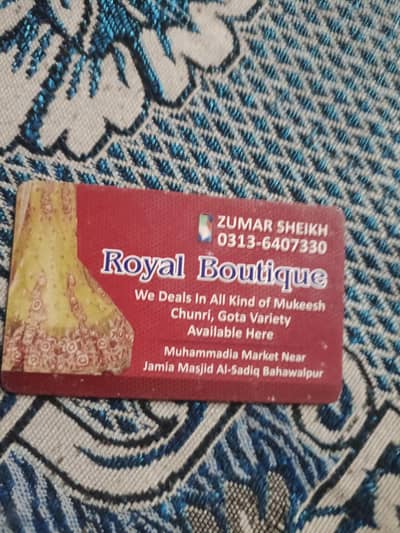 ZUMAR SHEIKH
0313-6407330
Royal Boutique
We Deals In All Kind of Mukeesh
Chunri, Gota Variety
Available Here
Muhammadia Market Near
Jamia Masjid Al-Sadiq Bahawalpur